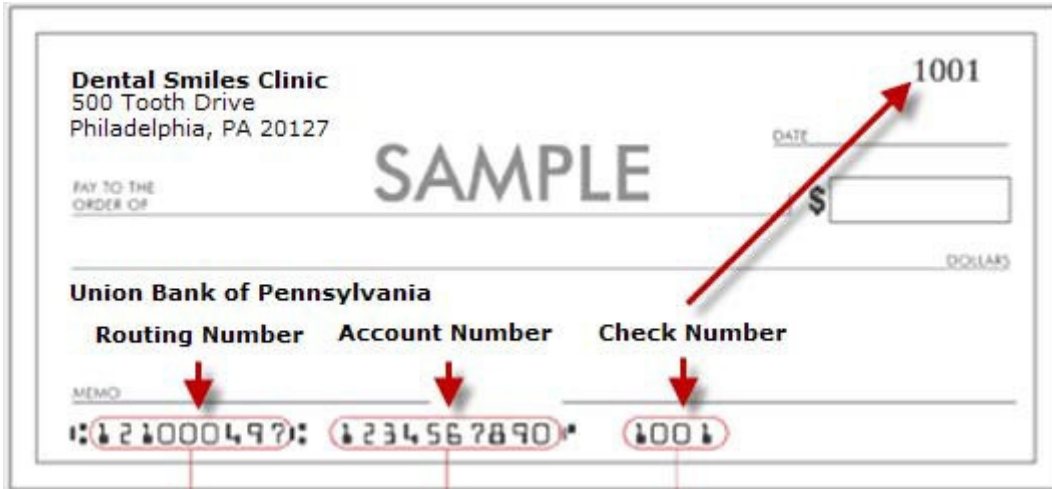 1001
Dental Smiles Clinic
500 Tooth Drive
Philadelphia, PA 20127
DATE
SAMPLE
PAY TO THE
ORDER OF
$
DOLLARS
Union Bank of Pennsylvania
Routing Number Account Number Check Number
MEMO
⑆121000497⑆ 1234567890⑈ 1001